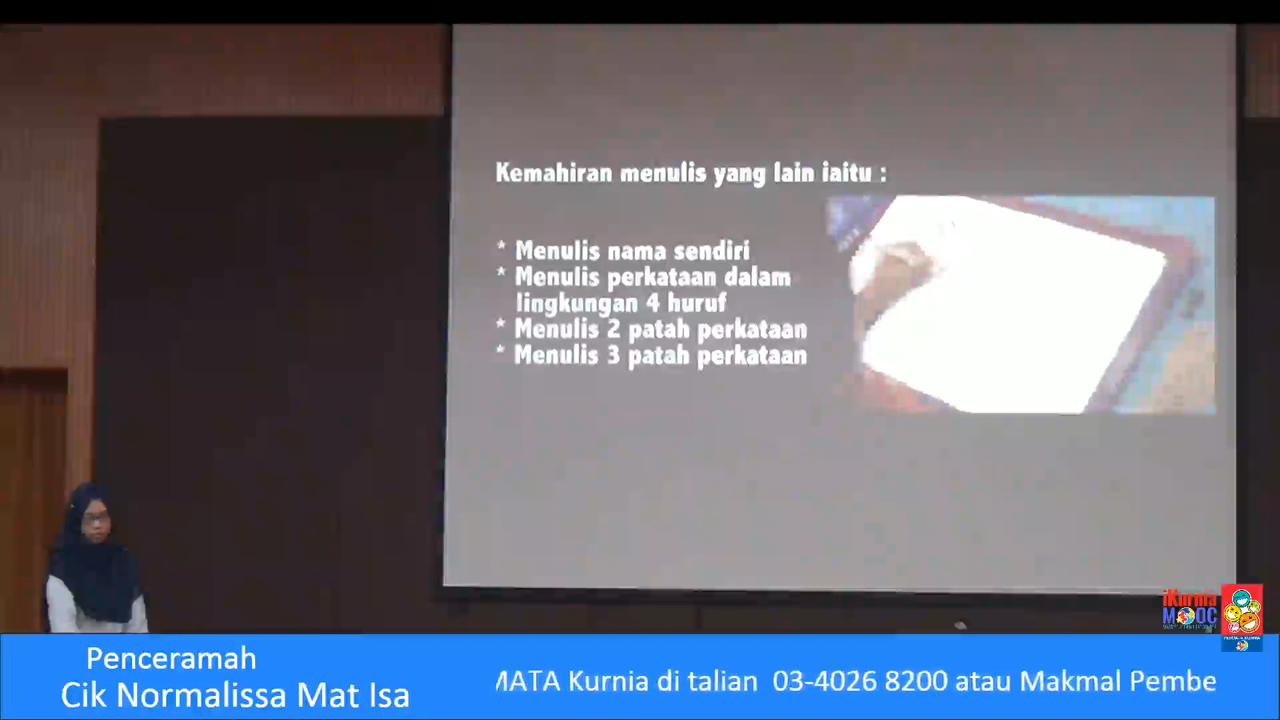 Kemahiran menulis yang lain iaitu :
* Menulis nama sendiri
* Menulis perkataan dalam
lingkungan 4 huruf
* Menulis 2 patah perkataan
* Menulis 3 patah perkataan
iKurnia
MOOC
Penceramah
Cik Normalissa Mat Isa
MATA Kurnia di talian 03-4026 8200 atau Makmal Pembe